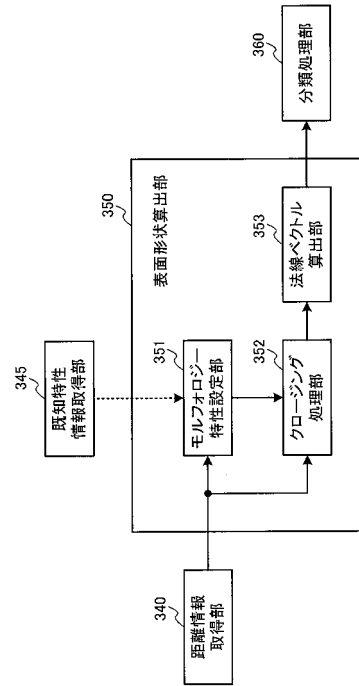 345
既知特性
情報取得部
350
表面形状算出部
340
距離情報
取得部
351
モルフォロジー
特性設定部
352
クロージング
処理部
353
法線ベクトル
算出部
360
分類処理部